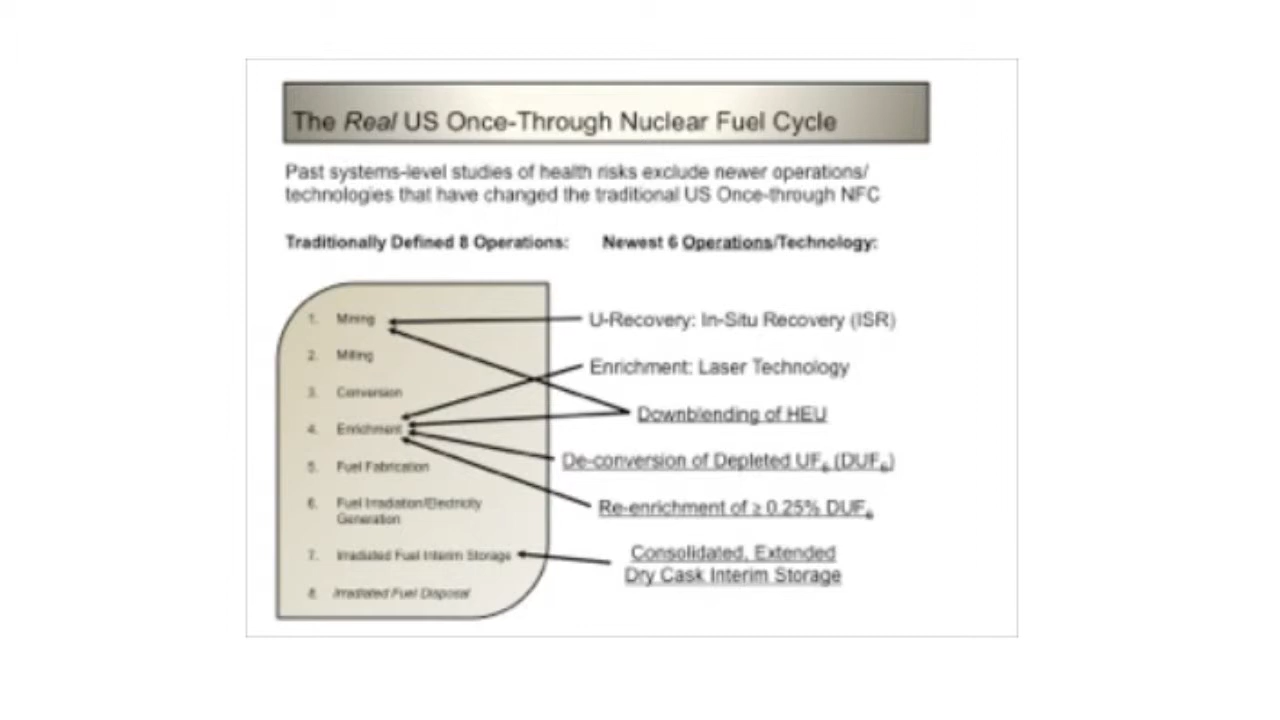 The Real US Once-Through Nuclear Fuel Cycle
Past systems-level studies of health risks exclude newer operations/
technologies that have changed the traditional US Once-through NFC
Traditionally Defined 8 Operations:
Newest 6 Operations/Technology:
1. Mining
2. Milling
3. Conversion
4. Enrichment
5. Fuel Fabrication
6. Fuel Irradiation/Electricity
Generation
7. Irradiated Fuel Interim Storage
8. Irradiated Fuel Disposal
U-Recovery: In-Situ Recovery (ISR)
Enrichment: Laser Technology
Downblending of HEU
De-conversion of Depleted UF₆ (DUF₆)
Re-enrichment of ≥ 0.25% DUF₆
Consolidated, Extended
Dry Cask Interim Storage